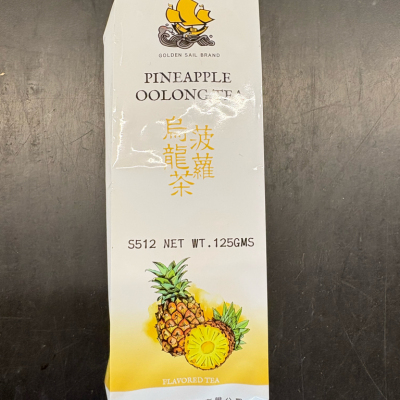 GOLDEN SAIL BRAND
PINEAPPLE
OOLONG TEA
菠蘿
烏龍茶
S512 NET WT.125GMS
FLAVORED TEA